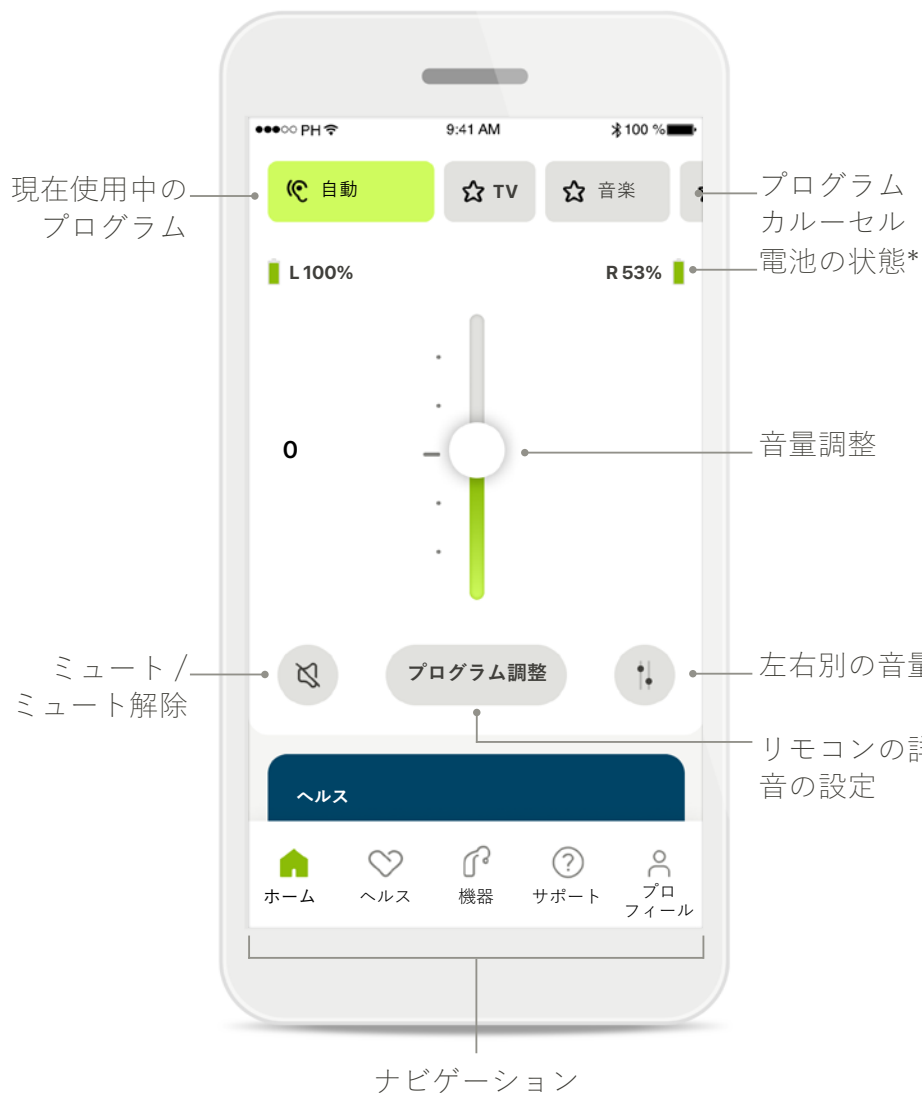 PH 9:41 AM 100 %
現在使用中の
プログラム
自動 TV 音楽
プログラム
カルーセル
L 100% R 53%
電池の状態*
0
音量調整
ミュート /
ミュート解除
プログラム調整
左右別の音量
リモコンの
音の設定
ヘルス
ホーム ヘルス 機器 サポート プロ
フィール
ナビゲーション